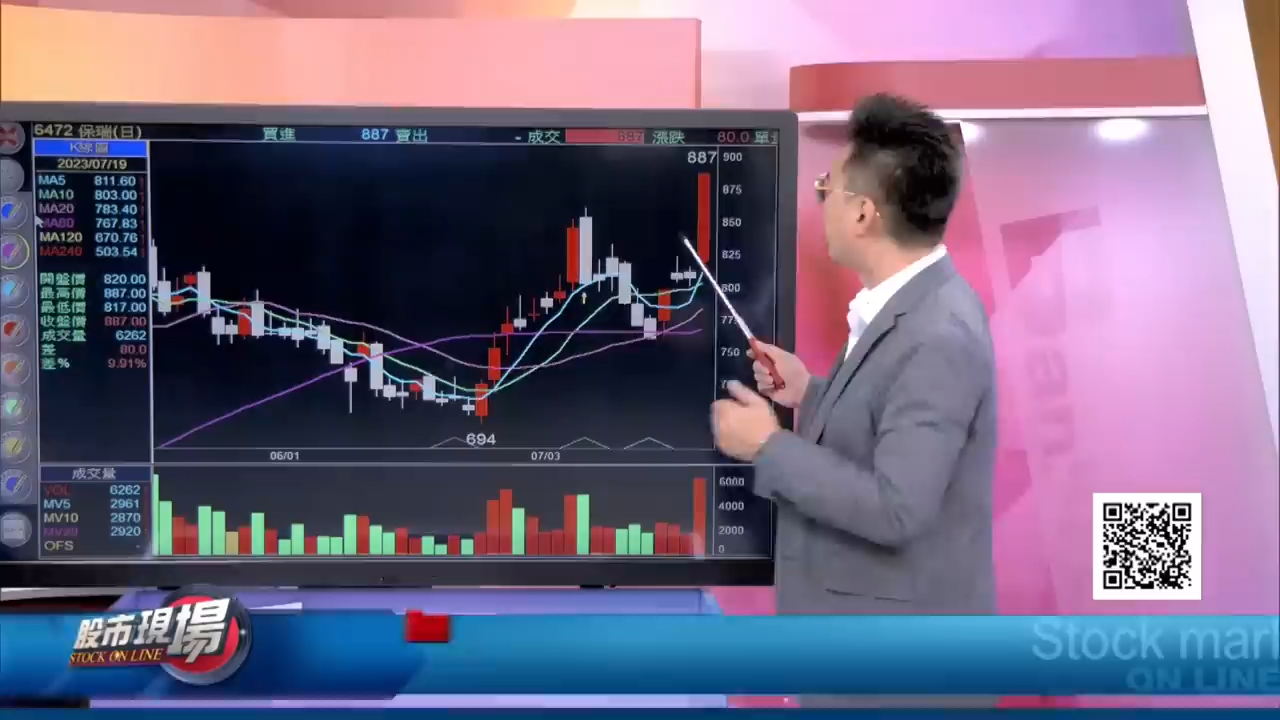 6472 保瑞(日) 買進 887 賣出 - 成交 887 漲跌 80.0 單
K線圖
2023/07/19
MA5 811.60
MA10 803.00
MA20 783.40
MA60 767.83
MA120 670.76
MA240 503.54
開盤價 820.00
最高價 887.00
最低價 817.00
收盤價 887.00
成交量 6262
差 80.0
差% 9.91%
887
900
875
850
825
800
775
750
694
06/01 07/03
成交量
VOL 6262
MV5 2961
MV10 2870
MV20 2920
OFS -
6000
4000
2000
0
股市現場
STOCK ON LINE
Stock mar
ON LINE